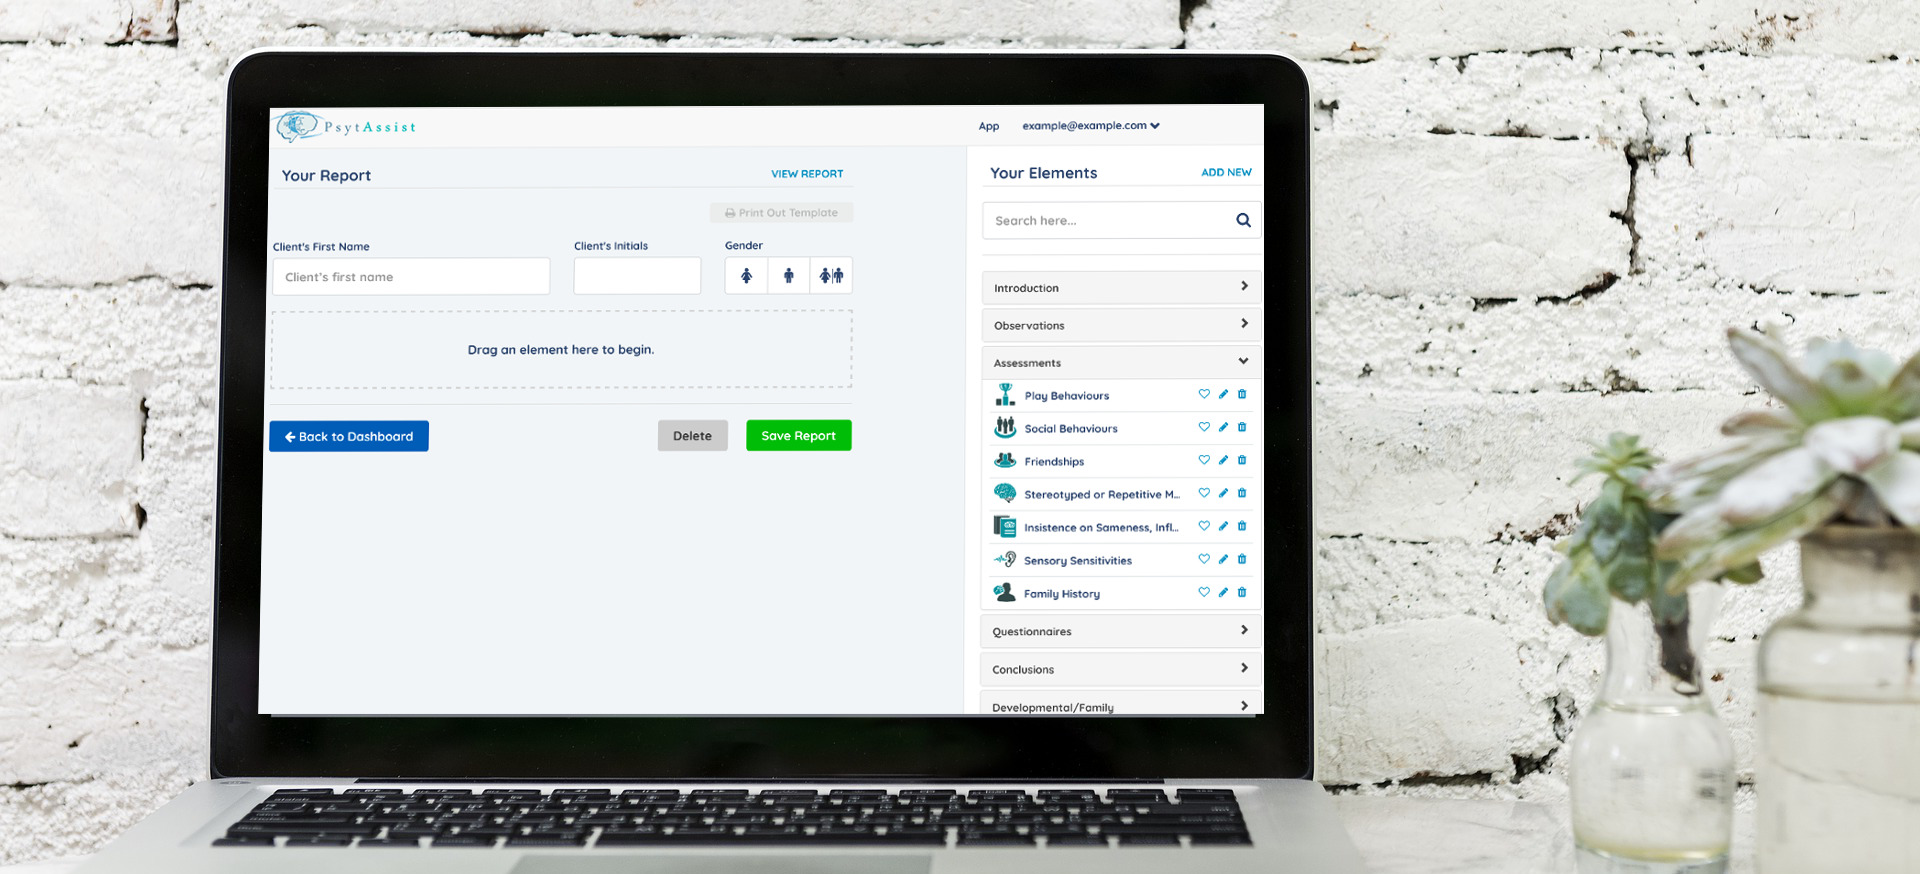 PsytAssist
App
example@example.com
Your Report
VIEW REPORT
Print Out Template
Client's First Name
Client's Initials
Gender
Client's first name
Drag an element here to begin.
Back to Dashboard
Delete
Save Report
Your Elements
ADD NEW
Search here...
Introduction
Observations
Assessments
Play Behaviours
Social Behaviours
Friendships
Stereotyped or Repetitive M...
Insistence on Sameness, Infl...
Sensory Sensitivities
Family History
Questionnaires
Conclusions
Developmental/Family